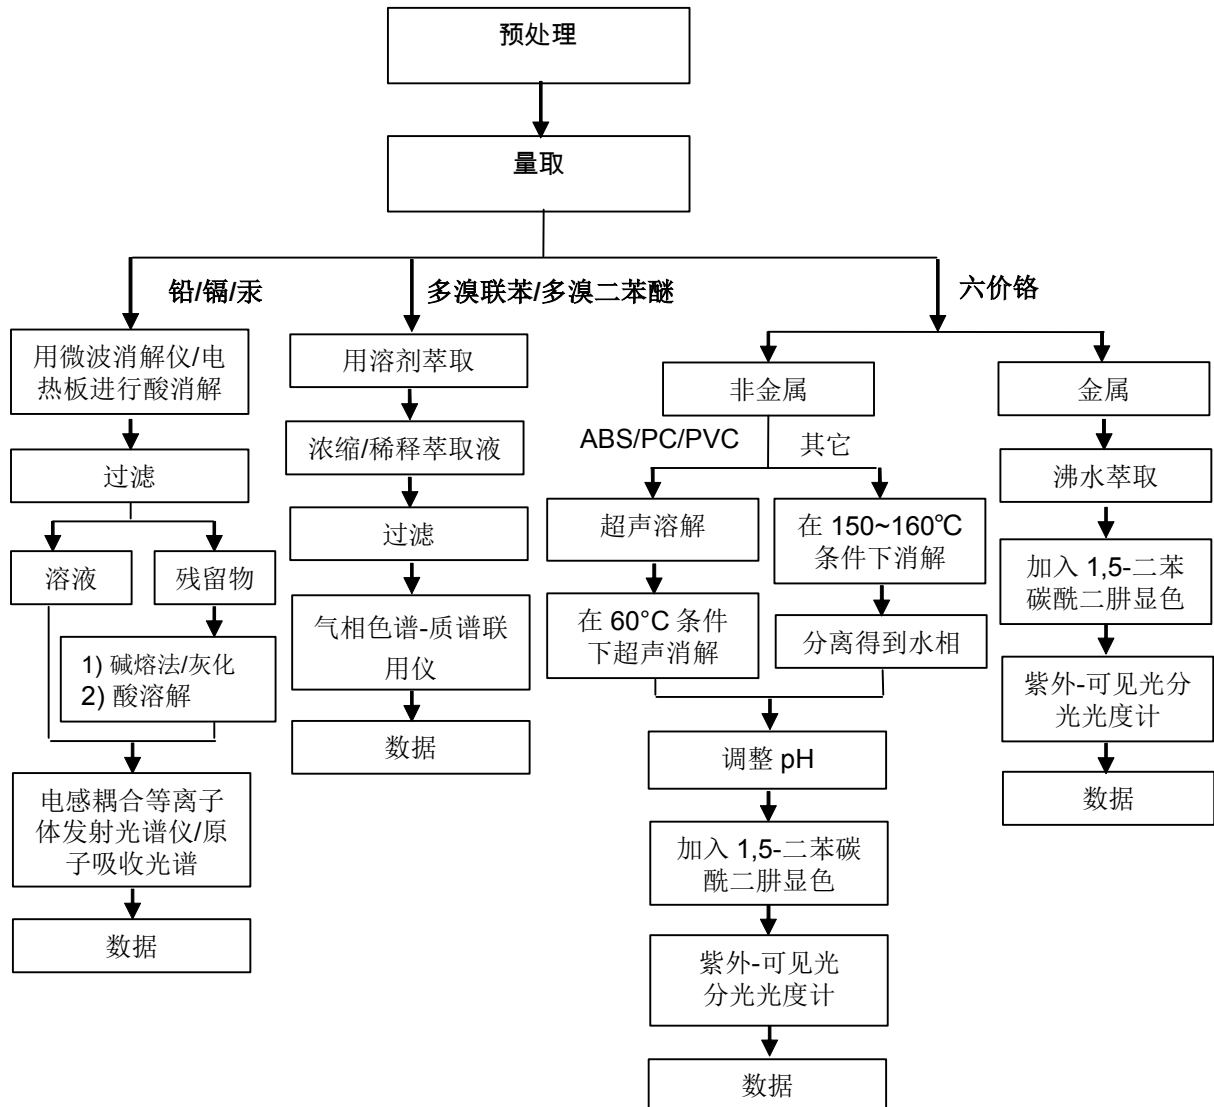 预处理
量取
铅/镉/汞
多溴联苯/多溴二苯醚
六价铬
用微波消解仪/电
热板进行酸消解
过滤
溶液
残留物
1) 碱熔法/灰化
2) 酸溶解
电感耦合等离子
体发射光谱仪/原
子吸收光谱
数据
用溶剂萃取
浓缩/稀释萃取液
过滤
气相色谱-质谱联
用仪
数据
非金属
ABS/PC/PVC
其它
超声溶解
在 60°C 条件
下超声消解
在 150~160℃
条件下消解
分离得到水相
调整 pH
加入 1,5-二苯碳
酰二肼显色
紫外-可见光
分光光度计
数据
金属
沸水萃取
加入 1,5-二苯
碳酰二肼显色
紫外-可见光分
光光度计
数据